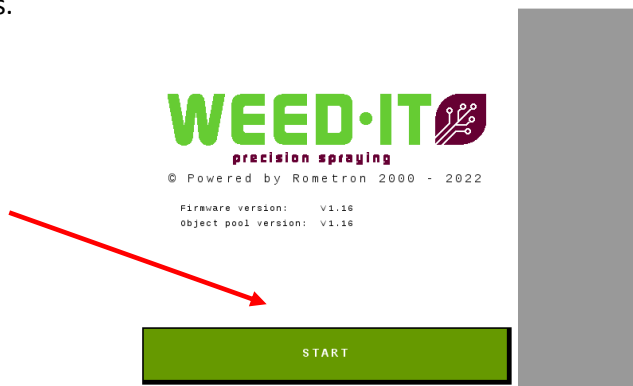 s.
WEED·IT
precision spraying
© Powered by Rometron 2000 - 2022
Firmware version: V1.16
Object pool version: V1.16
START